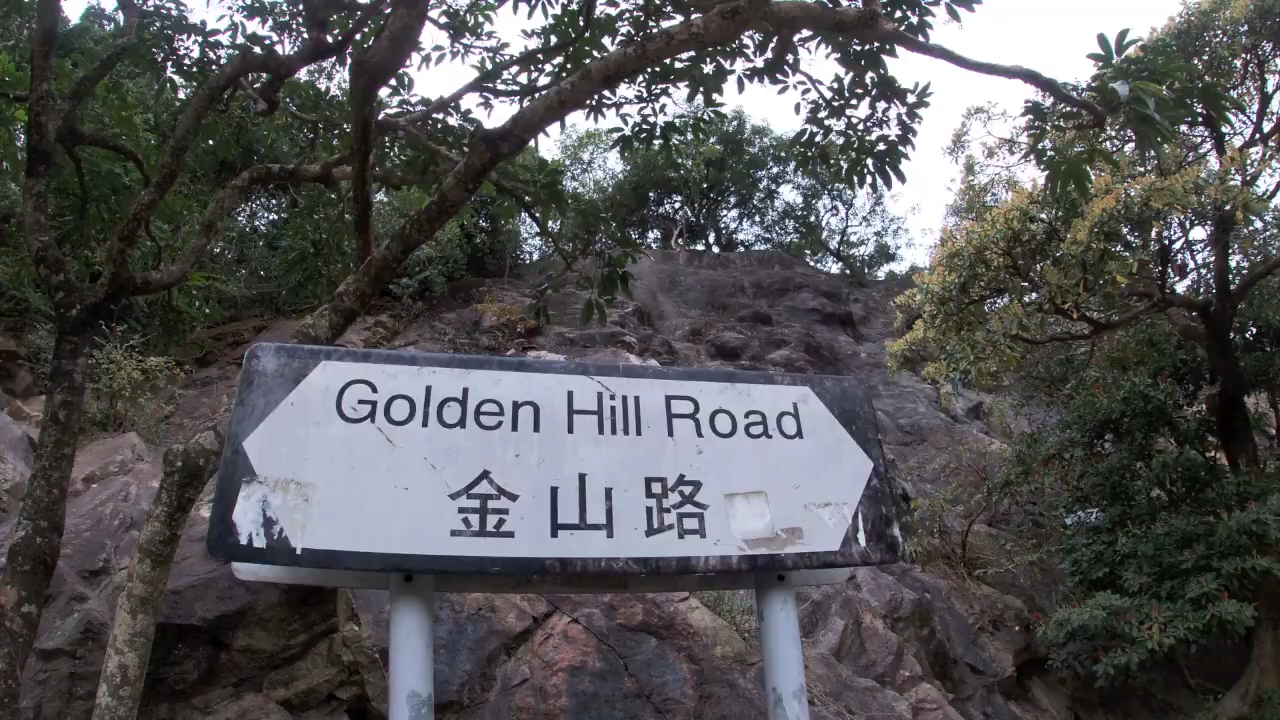 Golden Hill Road
金山路